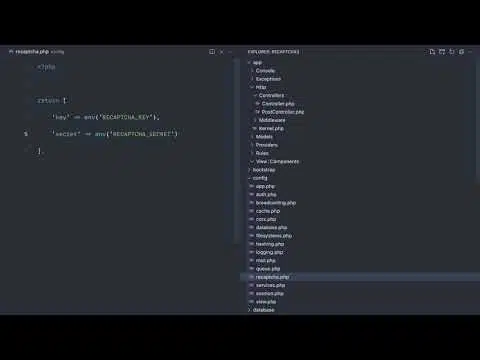 recaptcha.php config
<?php
return [
'key' => env('RECAPTCHA_KEY'),
5
'secret' => env('RECAPTCHA_SECRET')
],
EXPLORER: RECAPTCHA3
app
Console
Exceptions
Http
Controllers
Controller.php
PostController.php
Middleware
Kernel.php
Models
Providers
Rules
View/Components
bootstrap
config
app.php
auth.php
broadcasting.php
cache.php
cors.php
database.php
filesystems.php
hashing.php
logging.php
mail.php
queue.php
recaptcha.php
services.php
session.php
view.php
database